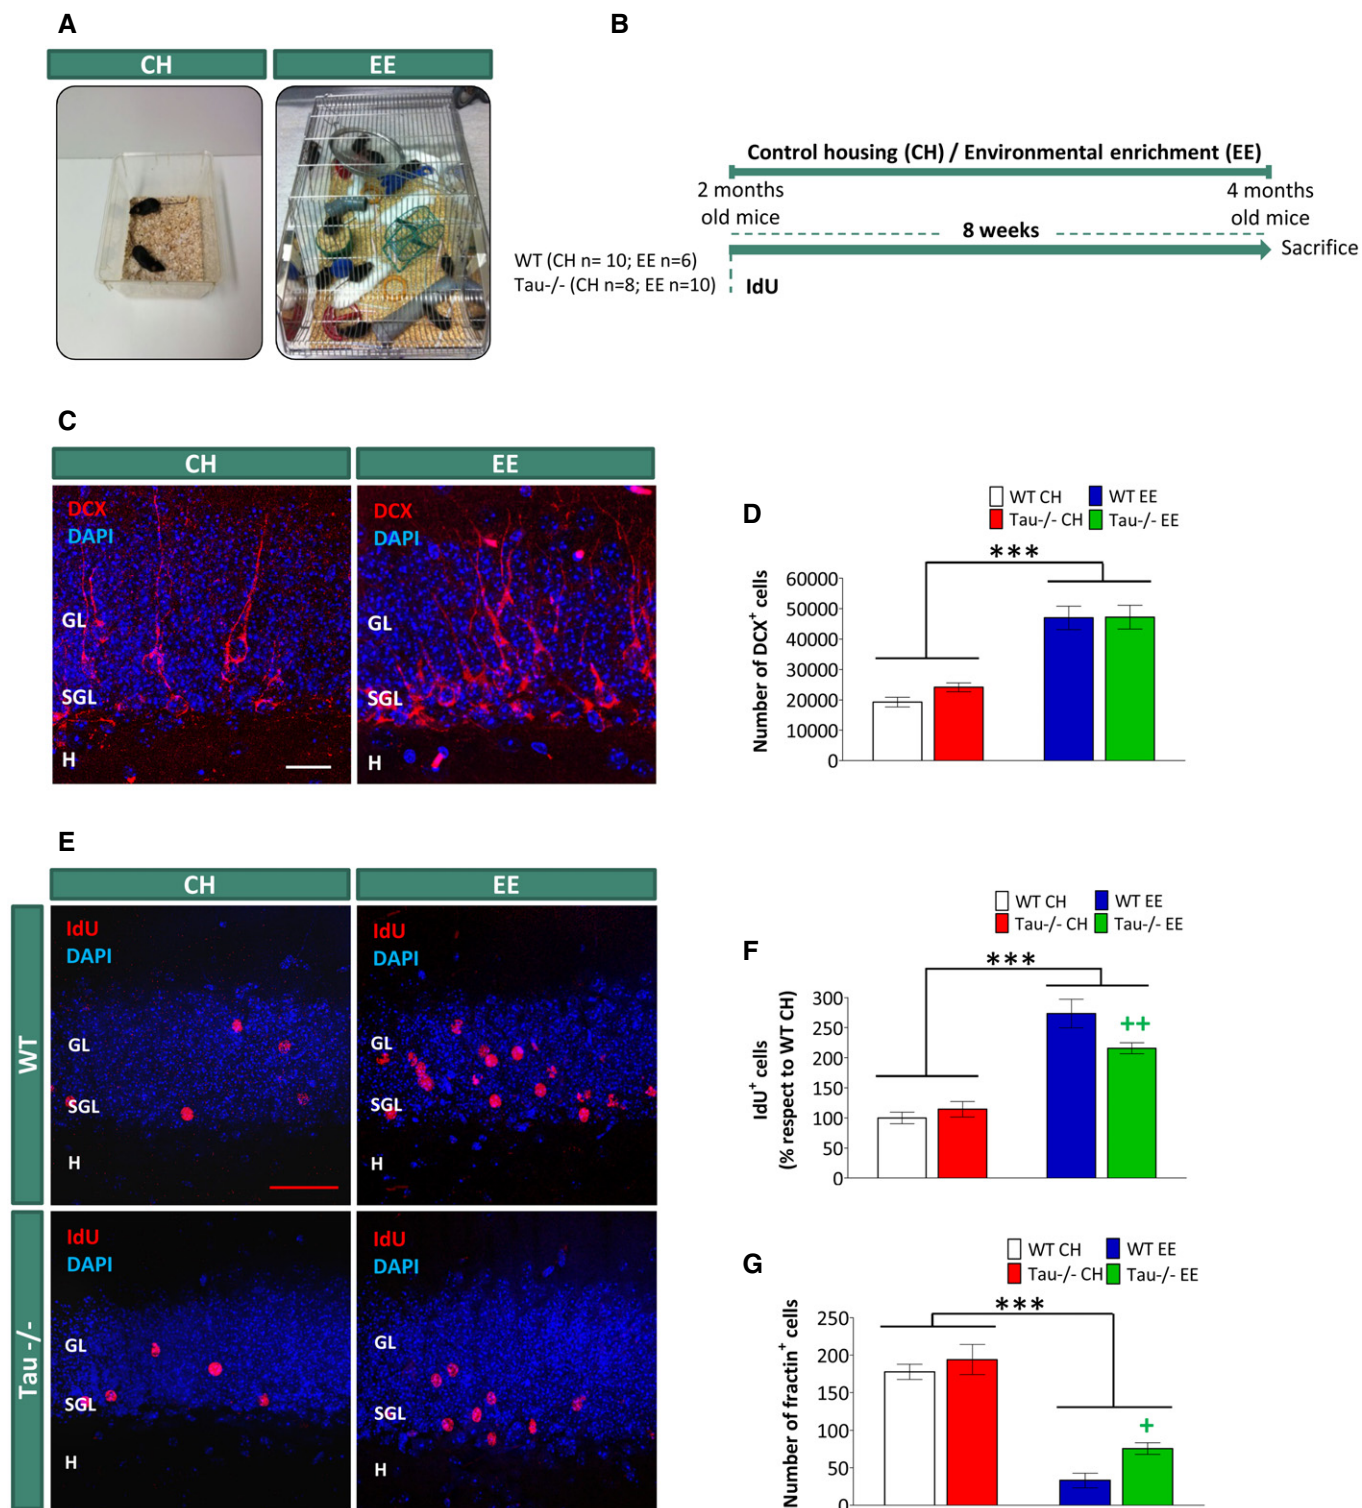 A
B
CH
EE
Control housing (CH) / Environmental enrichment (EE)
2 months
old mice
4 months
old mice
8 weeks
Sacrifice
WT (CH n= 10; EE n=6)
Tau-/- (CH n=8; EE n=10)
IdU
C
CH
EE
DCX
DAPI
GL
SGL
H
DCX
DAPI
GL
SGL
H
D
WT CH
WT EE
Tau-/- CH
Tau-/- EE
***
Number of DCX⁺ cells
60000
50000
40000
30000
20000
10000
0
E
CH
EE
WT
IdU
DAPI
GL
SGL
H
IdU
DAPI
GL
SGL
H
Tau -/-
IdU
DAPI
GL
SGL
H
IdU
DAPI
GL
SGL
H
F
WT CH
WT EE
Tau-/- CH
Tau-/- EE
***
++
IdU⁺ cells
(% respect to WT CH)
300
250
200
150
100
50
0
G
WT CH
WT EE
Tau-/- CH
Tau-/- EE
***
+
Number of fractin⁺ cells
250
200
150
100
50
0